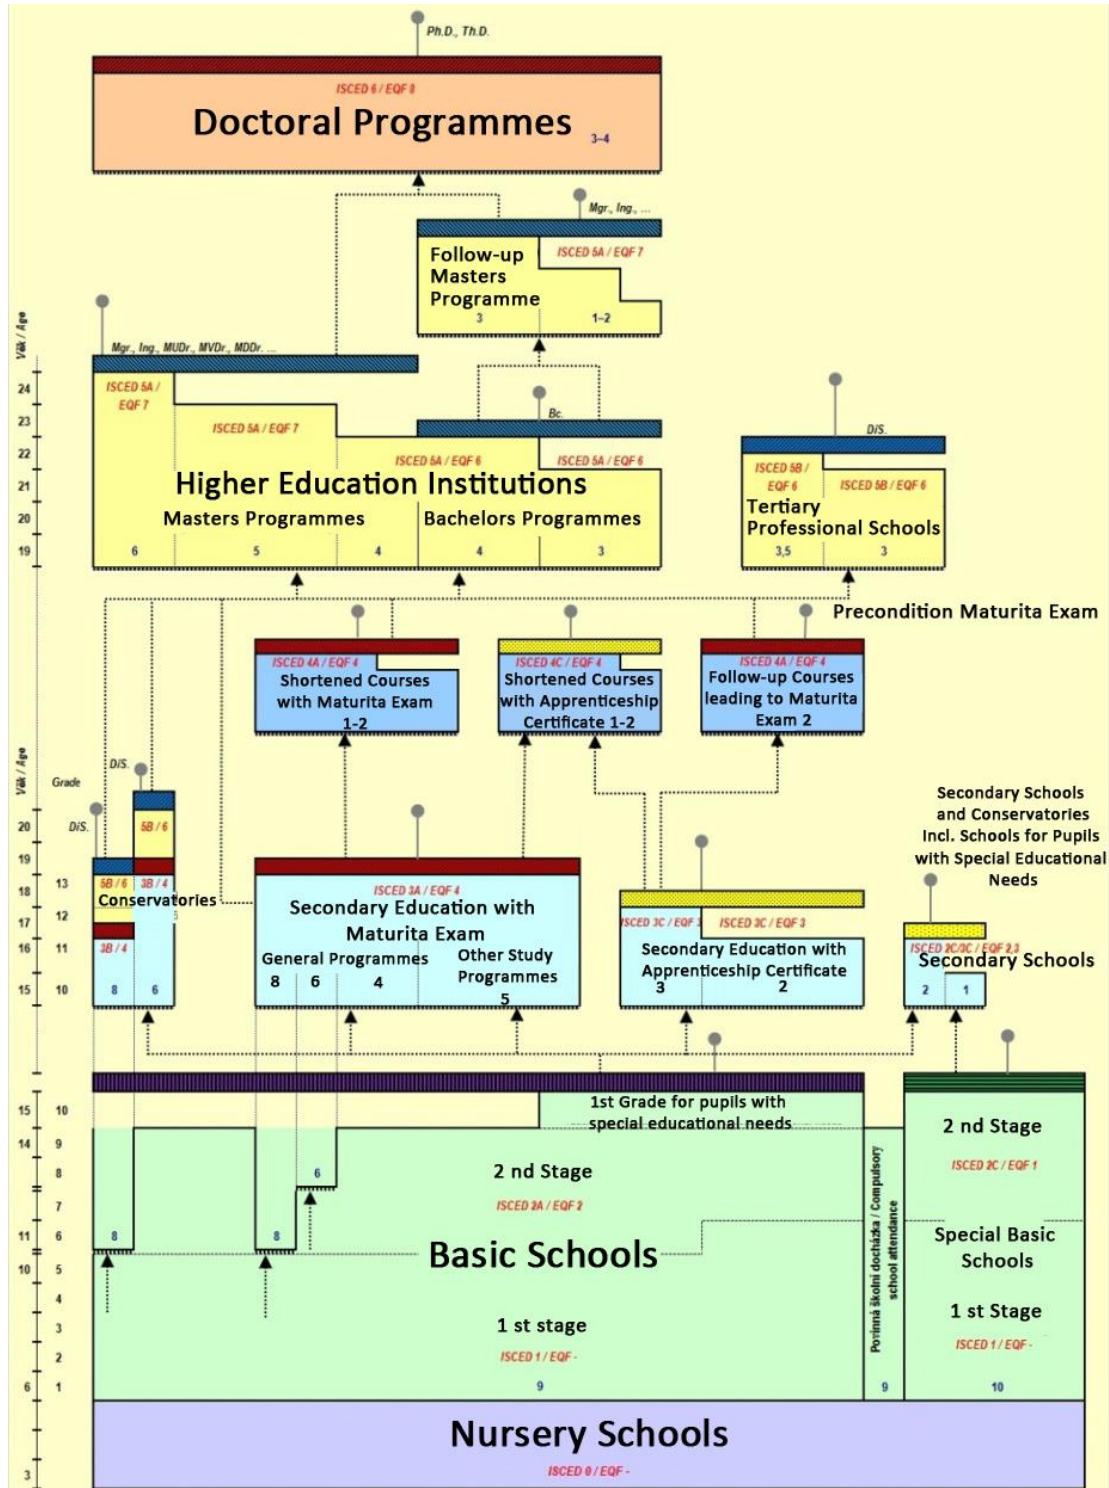 Ph.D., Th.D.
ISCED 6 / EQF 8
Doctoral Programmes
3–4
Mgr., Ing., ...
Follow-up
Masters
Programme
ISCED 5A / EQF 7
3
1–2
Věk / Age
Mgr., Ing., MUDr., MVDr., MDDr. ...
24
23
22
21
20
19
ISCED 5A /
EQF 7
ISCED 5A / EQF 7
Bc.
ISCED 5A / EQF 6
ISCED 5A / EQF 6
Higher Education Institutions
Masters Programmes
Bachelors Programmes
6
5
4
4
3
DiS.
ISCED 5B /
EQF 6
ISCED 5B / EQF 6
Tertiary
Professional Schools
3,5
3
Precondition Maturita Exam
ISCED 4A / EQF 4
Shortened Courses
with Maturita Exam
1-2
ISCED 4C / EQF 4
Shortened Courses
with Apprenticeship
Certificate 1-2
ISCED 4A / EQF 4
Follow-up Courses
leading to Maturita
Exam 2
Věk / Age
Grade
20
19
18
17
16
15
13
12
11
10
DiS.
DiS.
5B / 6
5B / 6
3B / 4
Conservatories
3B / 4
8
6
ISCED 3A / EQF 4
Secondary Education with
Maturita Exam
General Programmes
Other Study
Programmes
8
6
4
5
ISCED 3C / EQF 3
ISCED 3C / EQF 3
Secondary Education with
Apprenticeship Certificate
3
2
Secondary Schools
and Conservatories
Incl. Schools for Pupils
with Special Educational
Needs
ISCED 2C/3C / EQF 2,3
Secondary Schools
2
1
15
14
11
10
6
3
10
9
8
7
6
5
4
3
2
1
1st Grade for pupils with
special educational needs
2 nd Stage
ISCED 2A / EQF 2
8
8
6
Basic Schools
1 st stage
ISCED 1 / EQF -
9
Povinná školní docházka / Compulsory
school attendance
9
2 nd Stage
ISCED 2C / EQF 1
Special Basic
Schools
1 st Stage
ISCED 1 / EQF -
10
Nursery Schools
ISCED 0 / EQF -